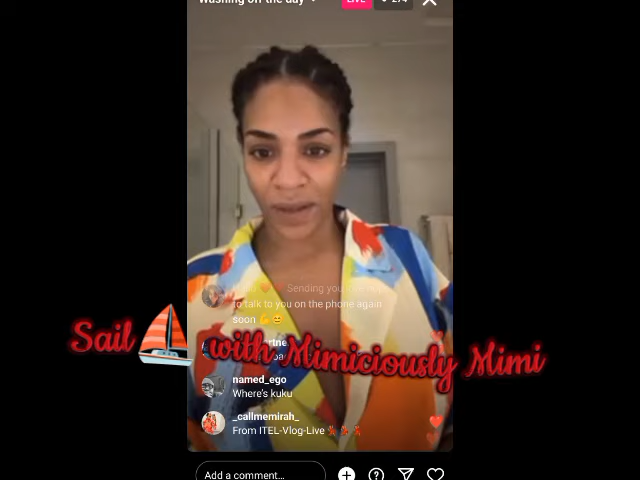 Washing off the day
LIVE 274
Sending you
to talk to you on the phone again
soon
Sail with Mimiciously Mimi
named_ego
Where's kuku
_callmemirah_
From ITEL-Vlog-Live
Add a comment...